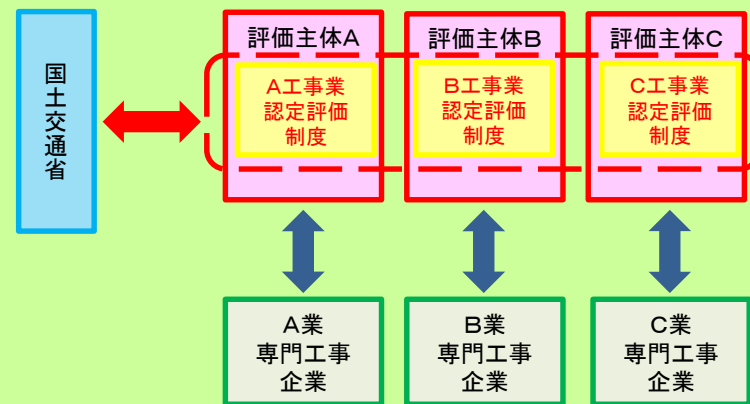 国土交通省
評価主体A
A工事業
認定評価
制度
評価主体B
B工事業
認定評価
制度
評価主体C
C工事業
認定評価
制度
A業
専門工事
企業
B業
専門工事
企業
C業
専門工事
企業